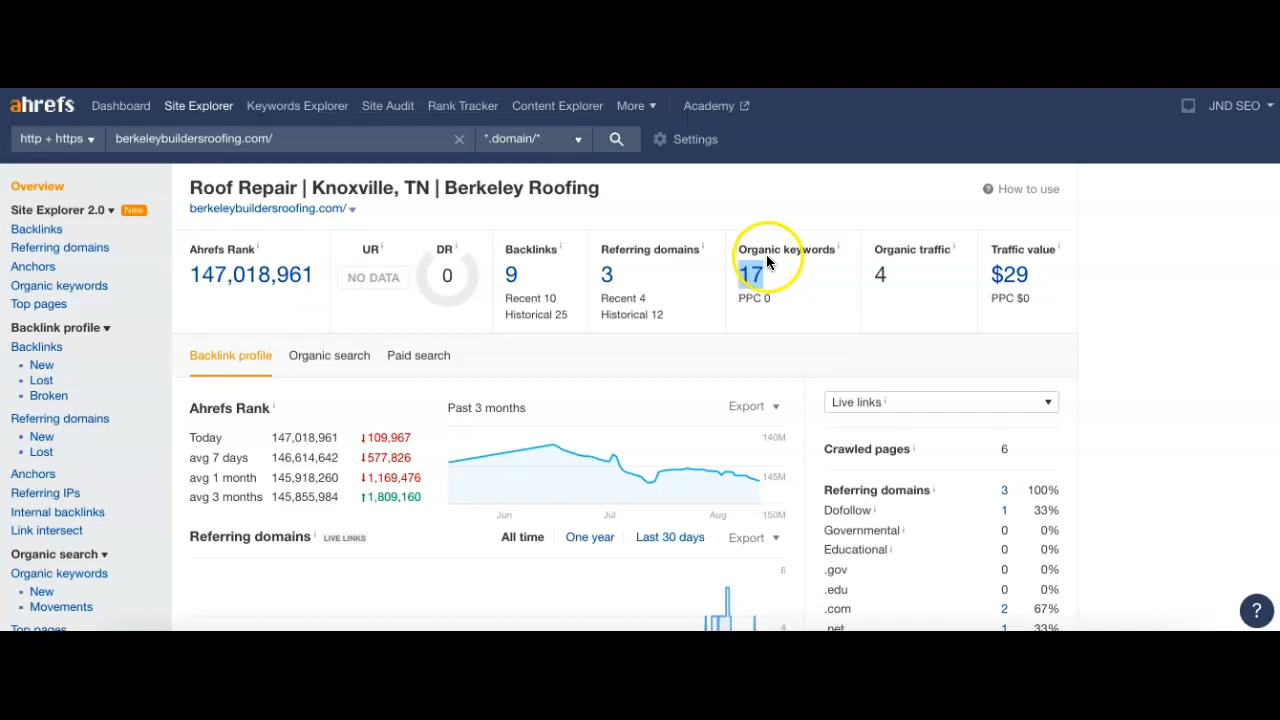 ahrefs Dashboard Site Explorer Keywords Explorer Site Audit Rank Tracker Content Explorer More Academy JND SEO
http + https berkeleybuildersroofing.com/ *.domain/* Settings
Overview
Site Explorer 2.0 New
Backlinks
Referring domains
Anchors
Organic keywords
Top pages
Backlink profile
Backlinks
New
Lost
Broken
Referring domains
New
Lost
Anchors
Referring IPs
Internal backlinks
Link intersect
Organic search
Organic keywords
New
Movements
Top pages
Roof Repair | Knoxville, TN | Berkeley Roofing
How to use
berkeleybuildersroofing.com/
Ahrefs Rank
147,018,961
UR
NO DATA
DR
0
Backlinks
9
Recent 10
Historical 25
Referring domains
3
Recent 4
Historical 12
Organic keywords
17
PPC 0
Organic traffic
4
Traffic value
$29
PPC $0
Backlink profile Organic search Paid search
Ahrefs Rank
Today 147,018,961 ↓109,967
avg 7 days 146,614,642 ↓577,826
avg 1 month 145,918,260 ↓1,169,476
avg 3 months 145,855,984 ↑1,809,160
Past 3 months Export
140M
145M
150M
Jun Jul Aug
Referring domains LIVE LINKS All time One year Last 30 days Export
6
4
Live links
Crawled pages 6
Referring domains 3 100%
Dofollow 1 33%
Governmental 0 0%
Educational 0 0%
.gov 0 0%
.edu 0 0%
.com 2 67%
.net 1 33%
?